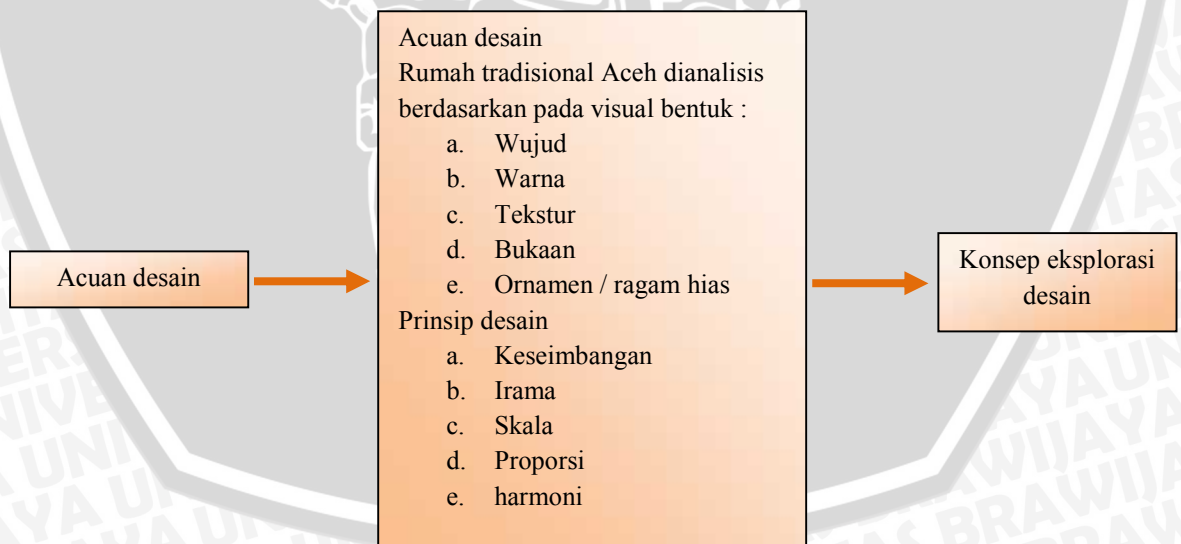 Acuan desain
Acuan desain
Rumah tradisional Aceh dianalisis
berdasarkan pada visual bentuk :
a. Wujud
b. Warna
c. Tekstur
d. Bukaan
e. Ornamen / ragam hias
Prinsip desain
a. Keseimbangan
b. Irama
c. Skala
d. Proporsi
e. harmoni
Konsep eksplorasi
desain